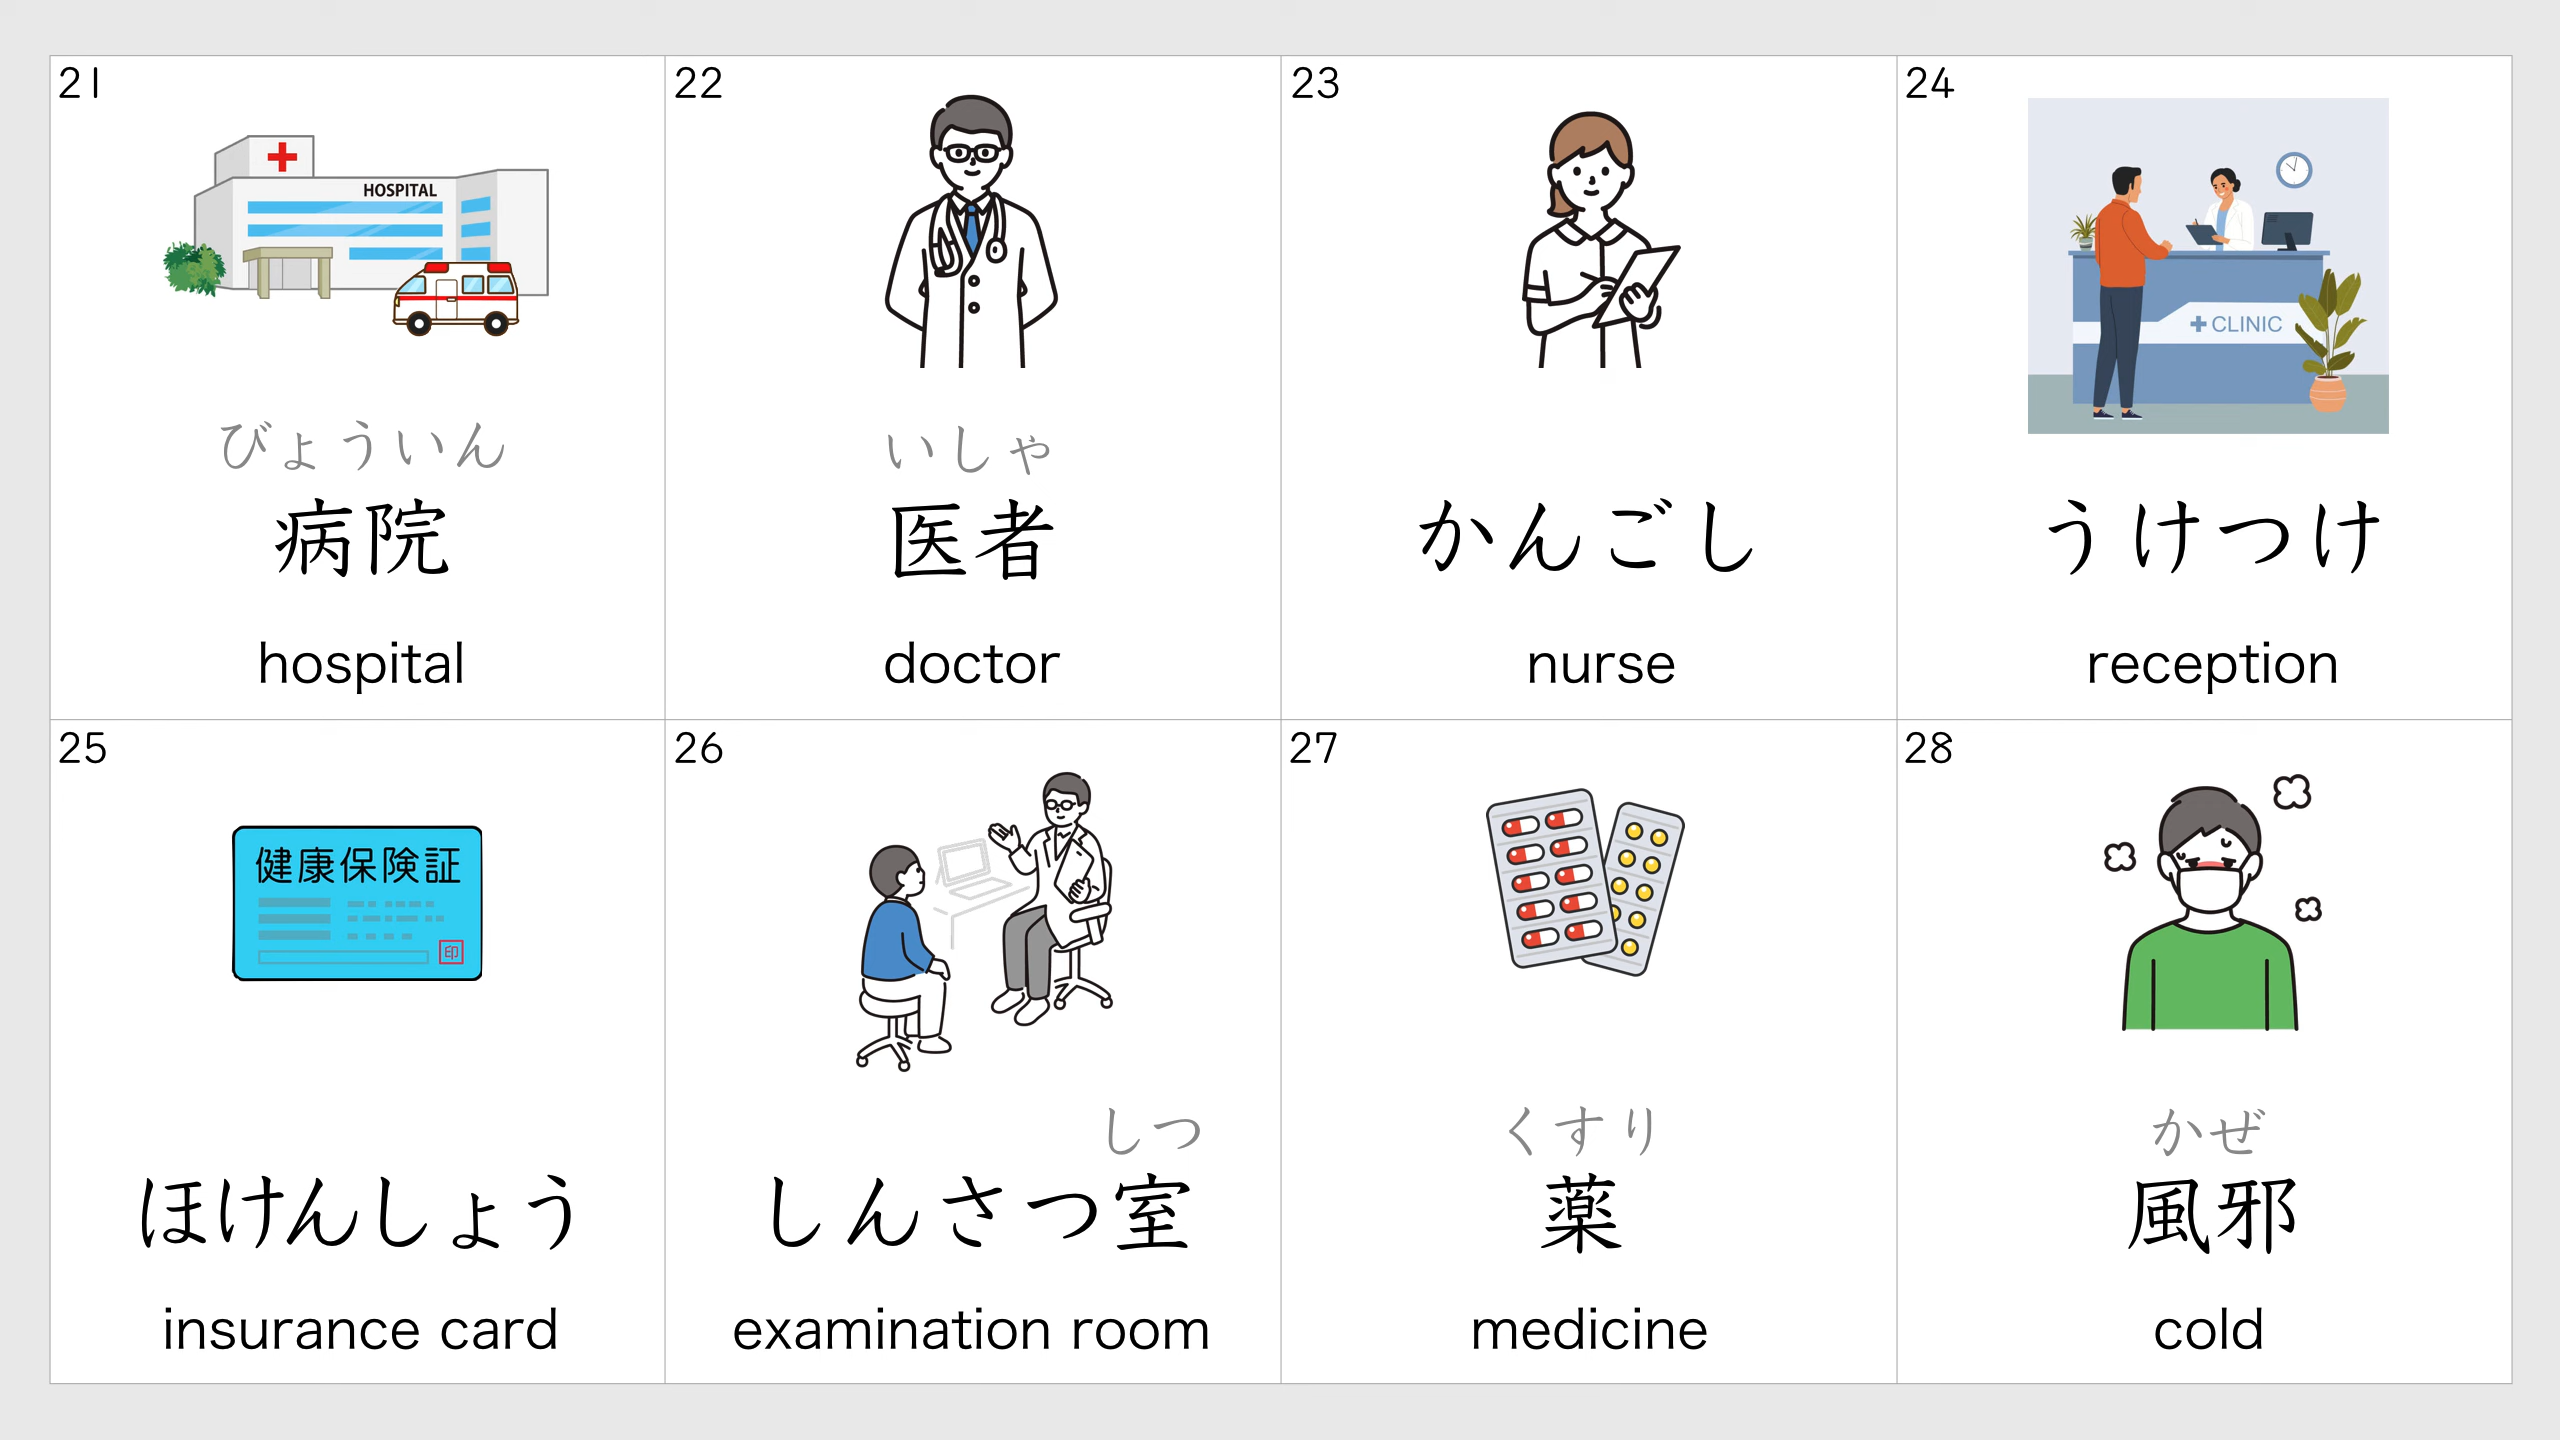 21
HOSPITAL
びょういん
病院
hospital
22
いしゃ
医者
doctor
23
かんごし
nurse
24
CLINIC
うけつけ
reception
25
健康保険証
印
ほけんしょう
insurance card
26
しつ
しんさつ室
examination room
27
くすり
薬
medicine
28
かぜ
風邪
cold